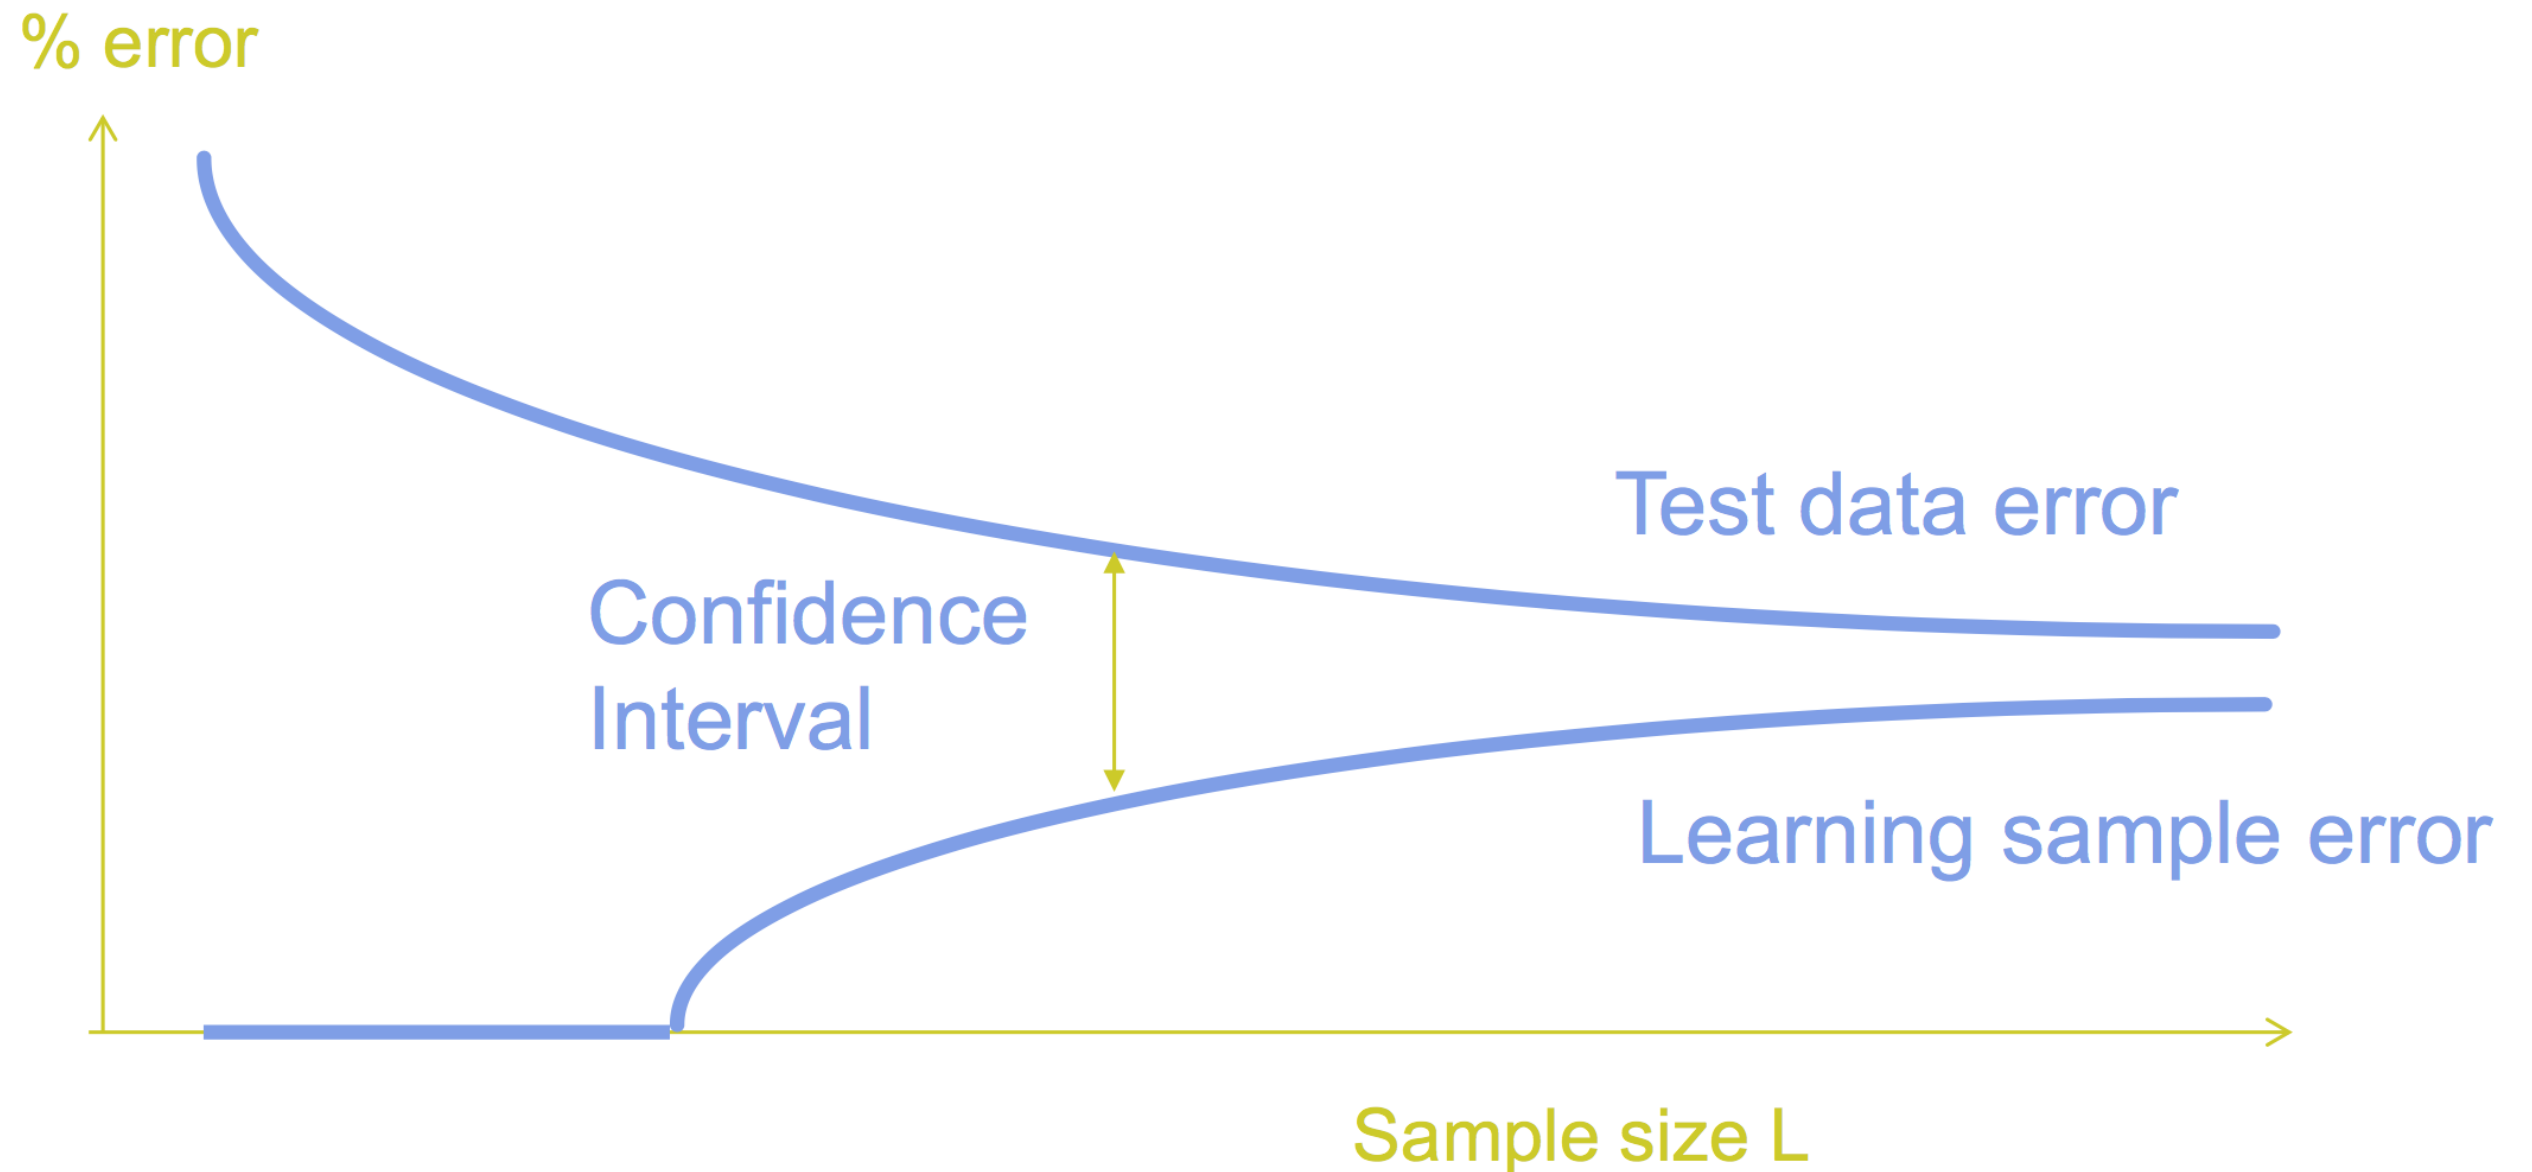 % error
Test data error
Confidence
Interval
Learning sample error
Sample size L